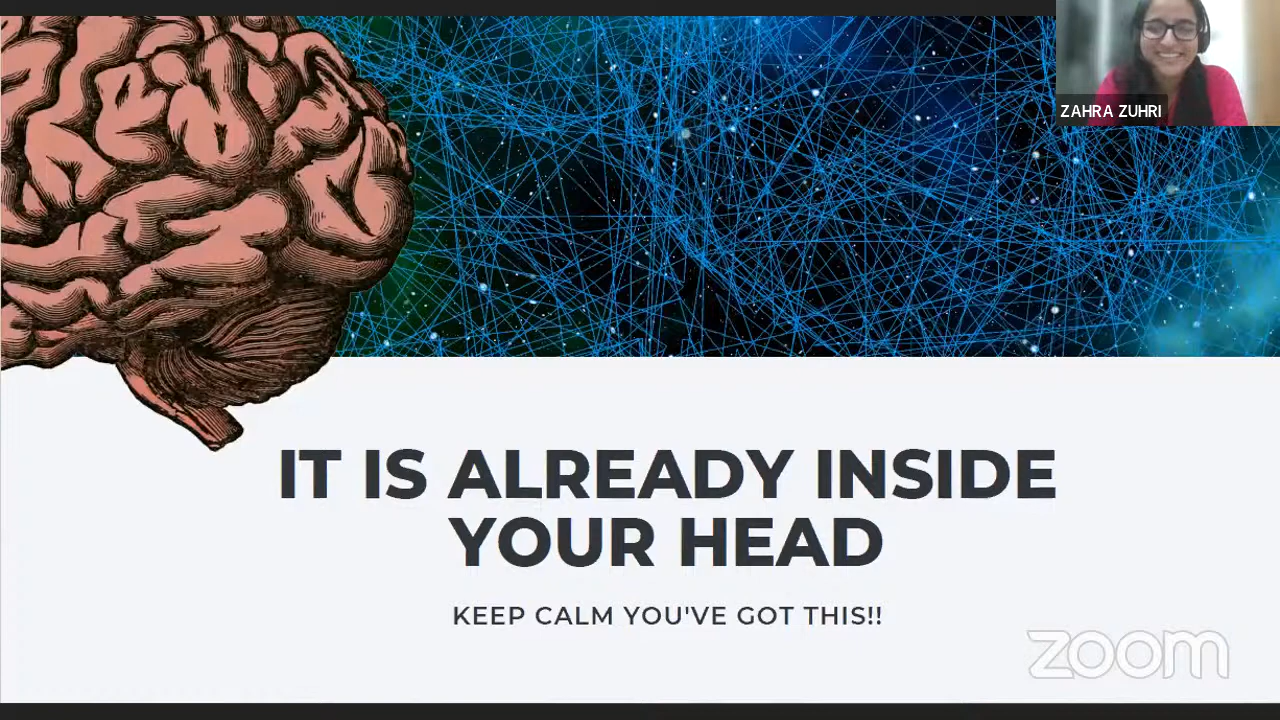 ZAHRA ZUHRI
IT IS ALREADY INSIDE
YOUR HEAD
KEEP CALM YOU'VE GOT THIS!!
zoom